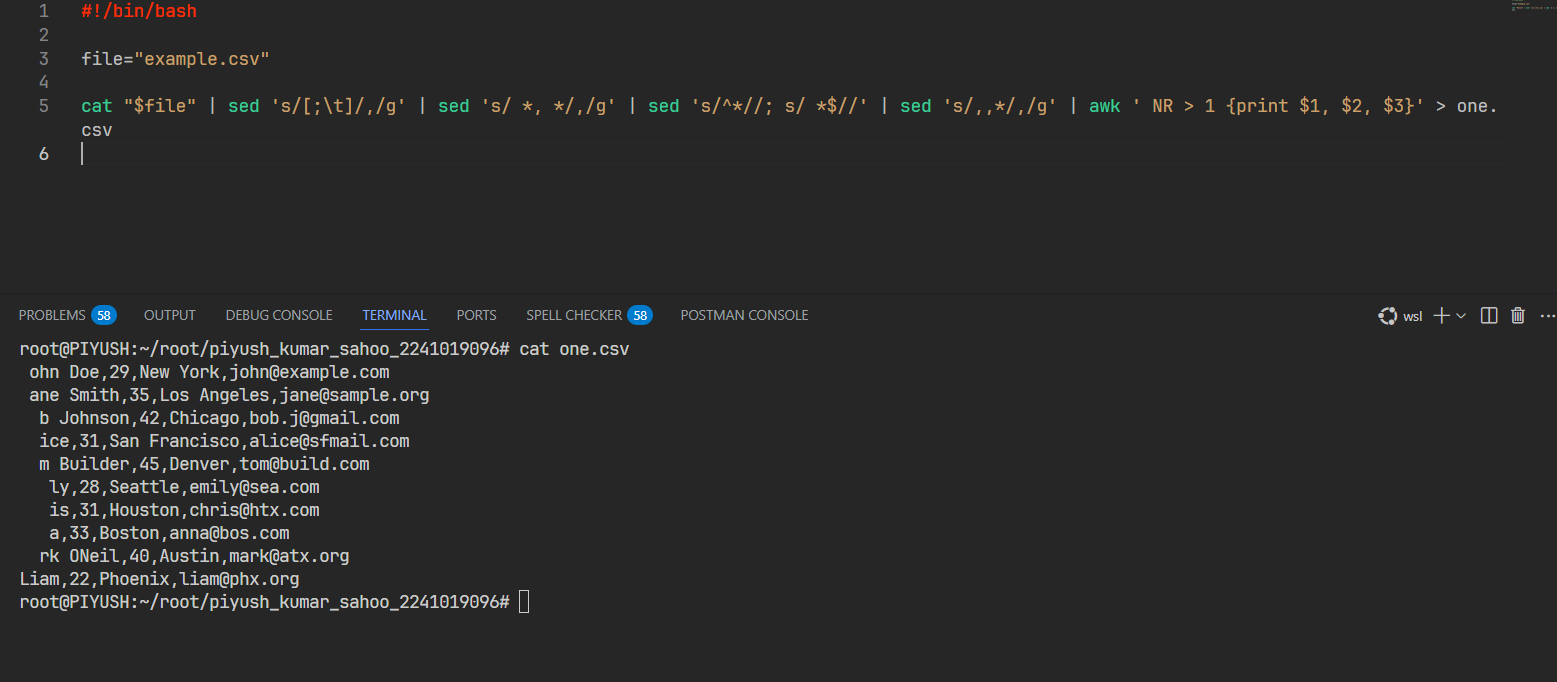 1 #!/bin/bash
2
3 file="example.csv"
4
5 cat "$file" | sed 's/[;\t]/,/g' | sed 's/ *, */,/g' | sed 's/^*//; s/ *$//' | sed 's/,,*/,/g' | awk ' NR > 1 {print $1, $2, $3}' > one.
csv
6
PROBLEMS 58 OUTPUT DEBUG CONSOLE TERMINAL PORTS SPELL CHECKER 58 POSTMAN CONSOLE wsl
root@PIYUSH:~/root/piyush_kumar_sahoo_2241019096# cat one.csv
 ohn Doe,29,New York,john@example.com
 ane Smith,35,Los Angeles,jane@sample.org
  b Johnson,42,Chicago,bob.j@gmail.com
  ice,31,San Francisco,alice@sfmail.com
  m Builder,45,Denver,tom@build.com
   ly,28,Seattle,emily@sea.com
   is,31,Houston,chris@htx.com
   a,33,Boston,anna@bos.com
  rk ONeil,40,Austin,mark@atx.org
Liam,22,Phoenix,liam@phx.org
root@PIYUSH:~/root/piyush_kumar_sahoo_2241019096#